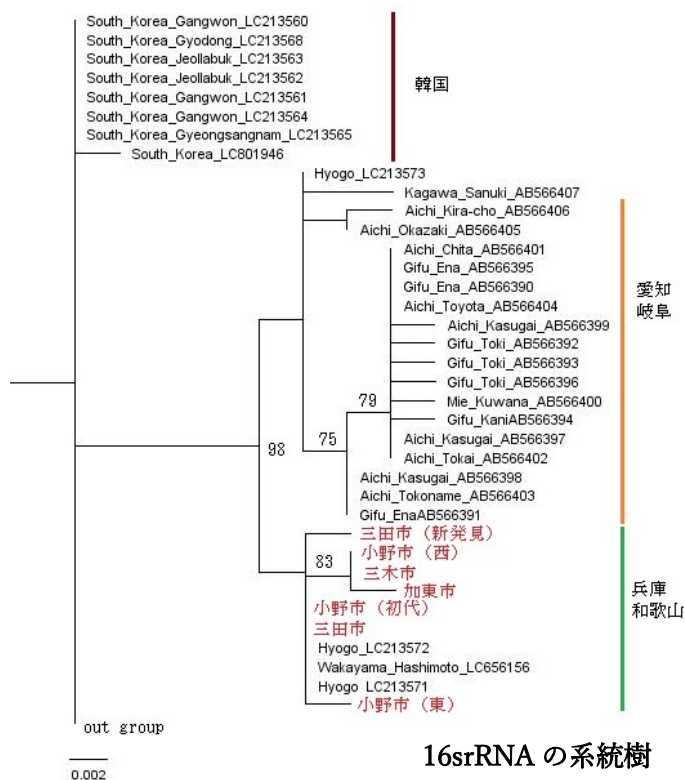 South_Korea_Gangwon_LC213560
South_Korea_Gyodong_LC213568
South_Korea_Jeollabuk_LC213563
South_Korea_Jeollabuk_LC213562
South_Korea_Gangwon_LC213561
South_Korea_Gangwon_LC213564
South_Korea_Gyeongsangnam_LC213565
South_Korea_LC801946
韓国
Hyogo_LC213573
Kagawa_Sanuki_AB566407
Aichi_Kira-cho_AB566406
Aichi_Okazaki_AB566405
Aichi_Chita_AB566401
Gifu_Ena_AB566395
Gifu_Ena_AB566390
Aichi_Toyota_AB566404
Aichi_Kasugai_AB566399
Gifu_Toki_AB566392
Gifu_Toki_AB566393
Gifu_Toki_AB566396
Mie_Kuwana_AB566400
Gifu_KaniAB566394
Aichi_Kasugai_AB566397
Aichi_Tokai_AB566402
Aichi_Kasugai_AB566398
Aichi_Tokoname_AB566403
Gifu_EnaAB566391
愛知
岐阜
79
75
98
三田市（新発見）
小野市（西）
三木市
加東市
小野市（初代）
三田市
Hyogo_LC213572
Wakayama_Hashimoto_LC656156
Hyogo_LC213571
小野市（東）
83
兵庫
和歌山
out group
0.002
16srRNA の系統樹